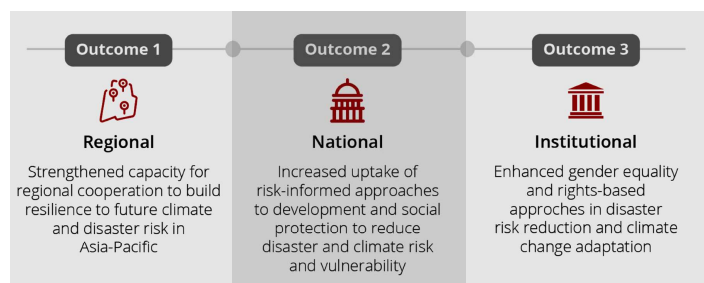 Outcome 1
Regional
Strengthened capacity for
regional cooperation to build
resilience to future climate
and disaster risk in
Asia-Pacific
Outcome 2
National
Increased uptake of
risk-informed approaches
to development and social
protection to reduce
disaster and climate risk
and vulnerability
Outcome 3
Institutional
Enhanced gender equality
and rights-based
approches in disaster
risk reduction and climate
change adaptation